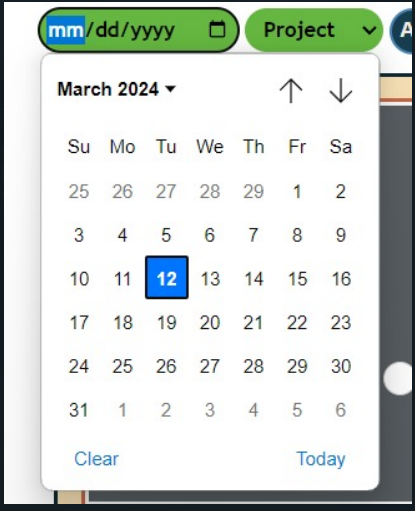 mm/dd/yyyy Project A
March 2024
Su Mo Tu We Th Fr Sa
25 26 27 28 29 1 2
3 4 5 6 7 8 9
10 11 12 13 14 15 16
17 18 19 20 21 22 23
24 25 26 27 28 29 30
31 1 2 3 4 5 6
Clear Today